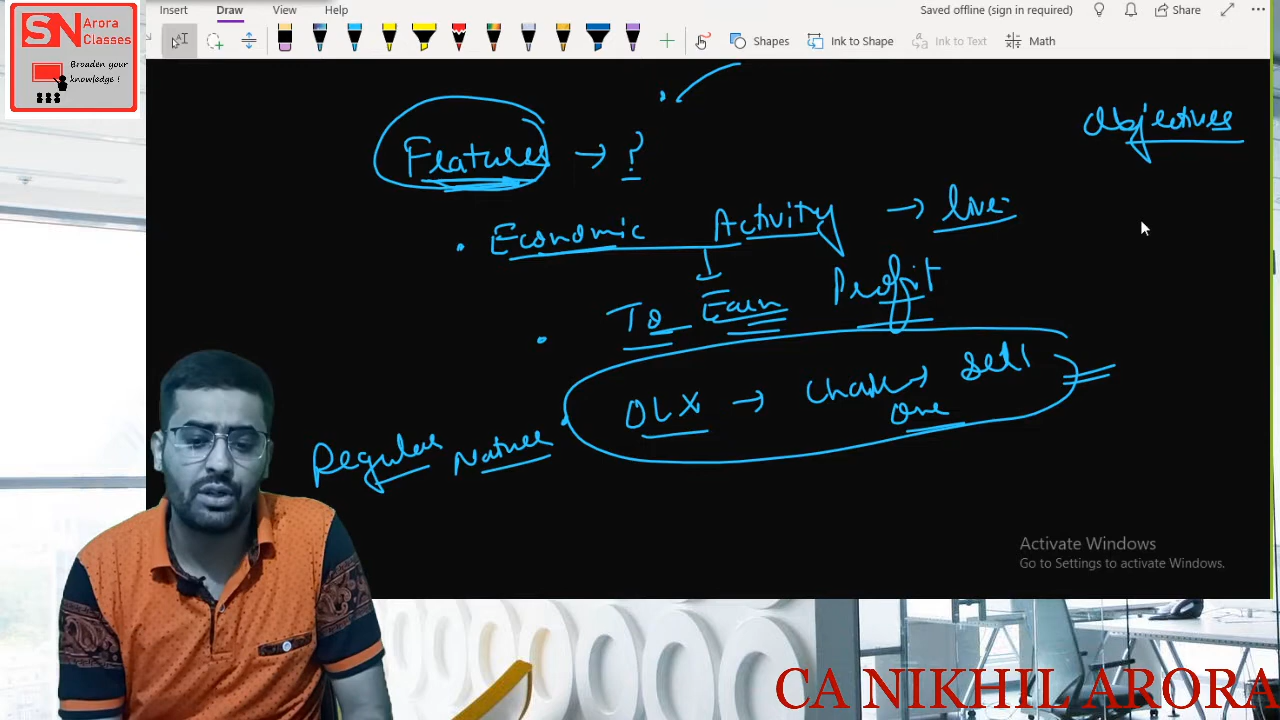 SN Arora Classes
Broaden your knowledge !
Insert Draw View Help
Saved offline (sign in required) Share
Shapes Ink to Shape Ink to Text Math
Objectives
Features → ?
• Economic Activity → live
• To Earn Profit
OLX → Chair → Sell
One
Regular Nature
Activate Windows
Go to Settings to activate Windows.
CA NIKHIL ARORA